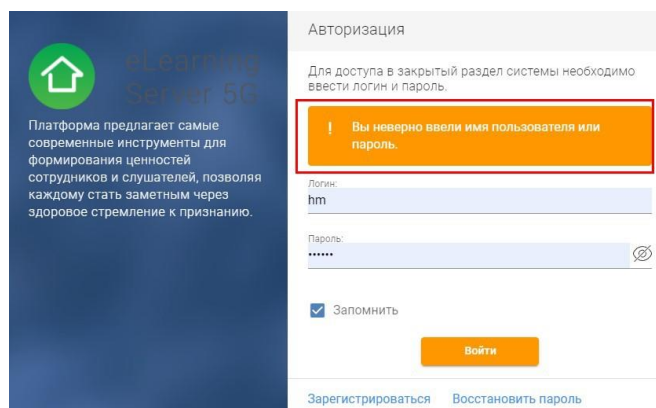 eLearning
Server 5G
Платформа предлагает самые
современные инструменты для
формирования ценностей
сотрудников и слушателей, позволяя
каждому стать заметным через
здоровое стремление к признанию.
Авторизация
Для доступа в закрытый раздел системы необходимо
ввести логин и пароль.
! Вы неверно ввели имя пользователя или
пароль.
Логин:
hm
Пароль:
••••••
Запомнить
Войти
Зарегистрироваться Восстановить пароль